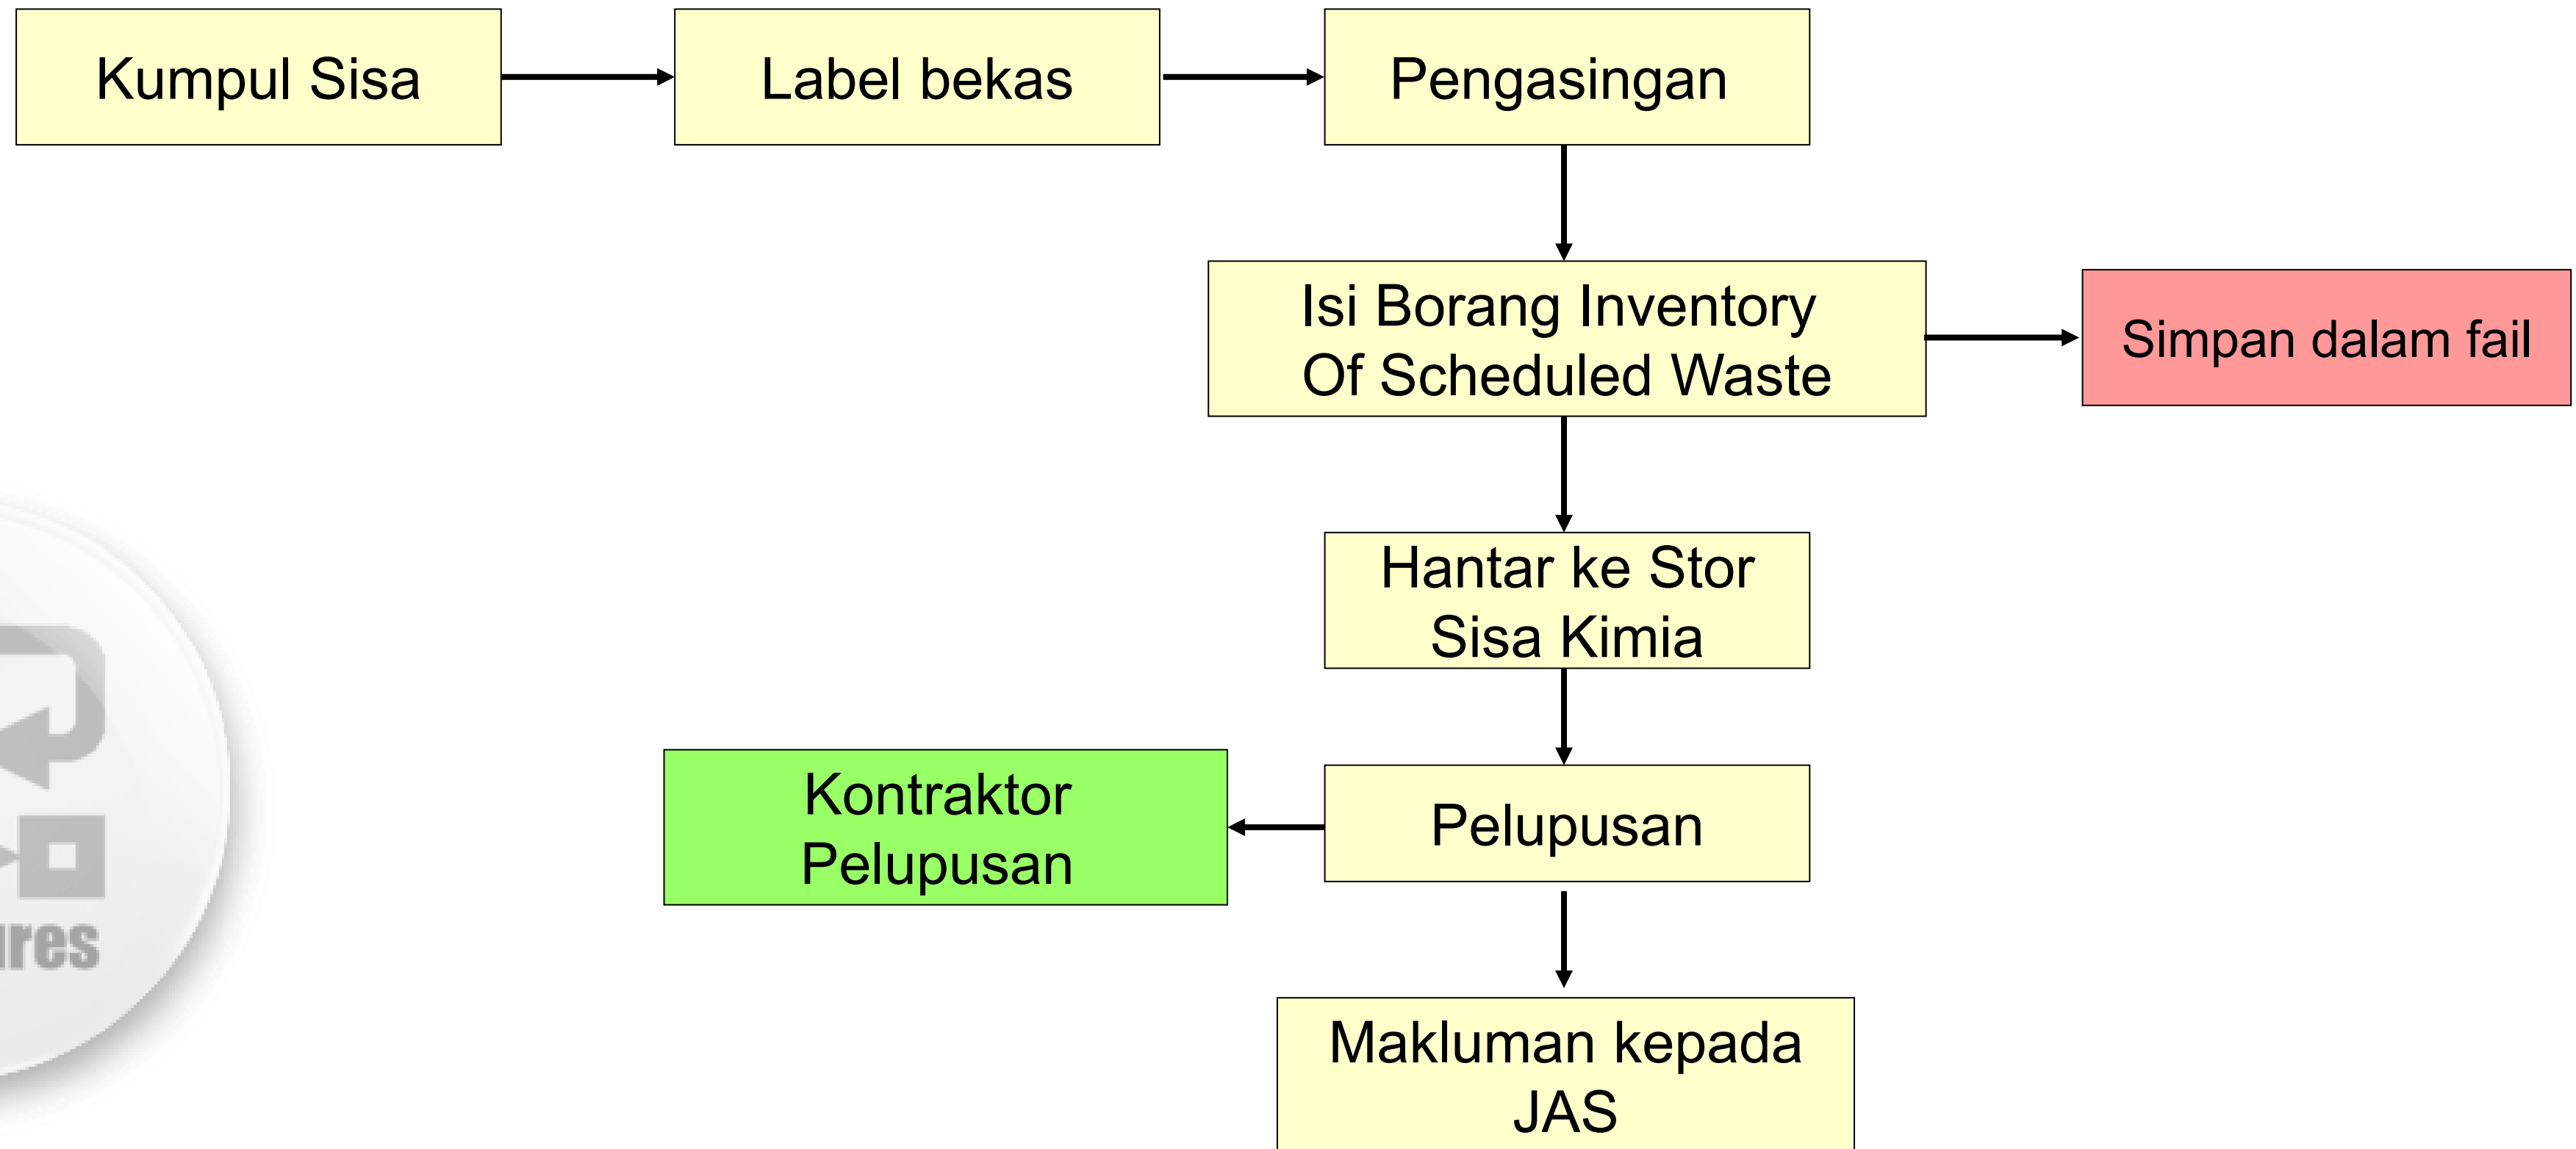 Kumpul Sisa
Label bekas
Pengasingan
Isi Borang Inventory
Of Scheduled Waste
Simpan dalam fail
Hantar ke Stor
Sisa Kimia
Kontraktor
Pelupusan
Pelupusan
Makluman kepada
JAS